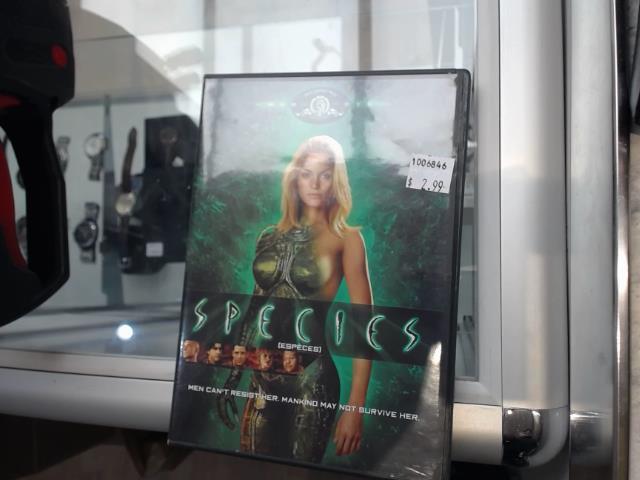 1006846
$ 2.99
SPECIES
(ESPÈCES)
MEN CAN'T RESIST HER. MANKIND MAY NOT SURVIVE HER.